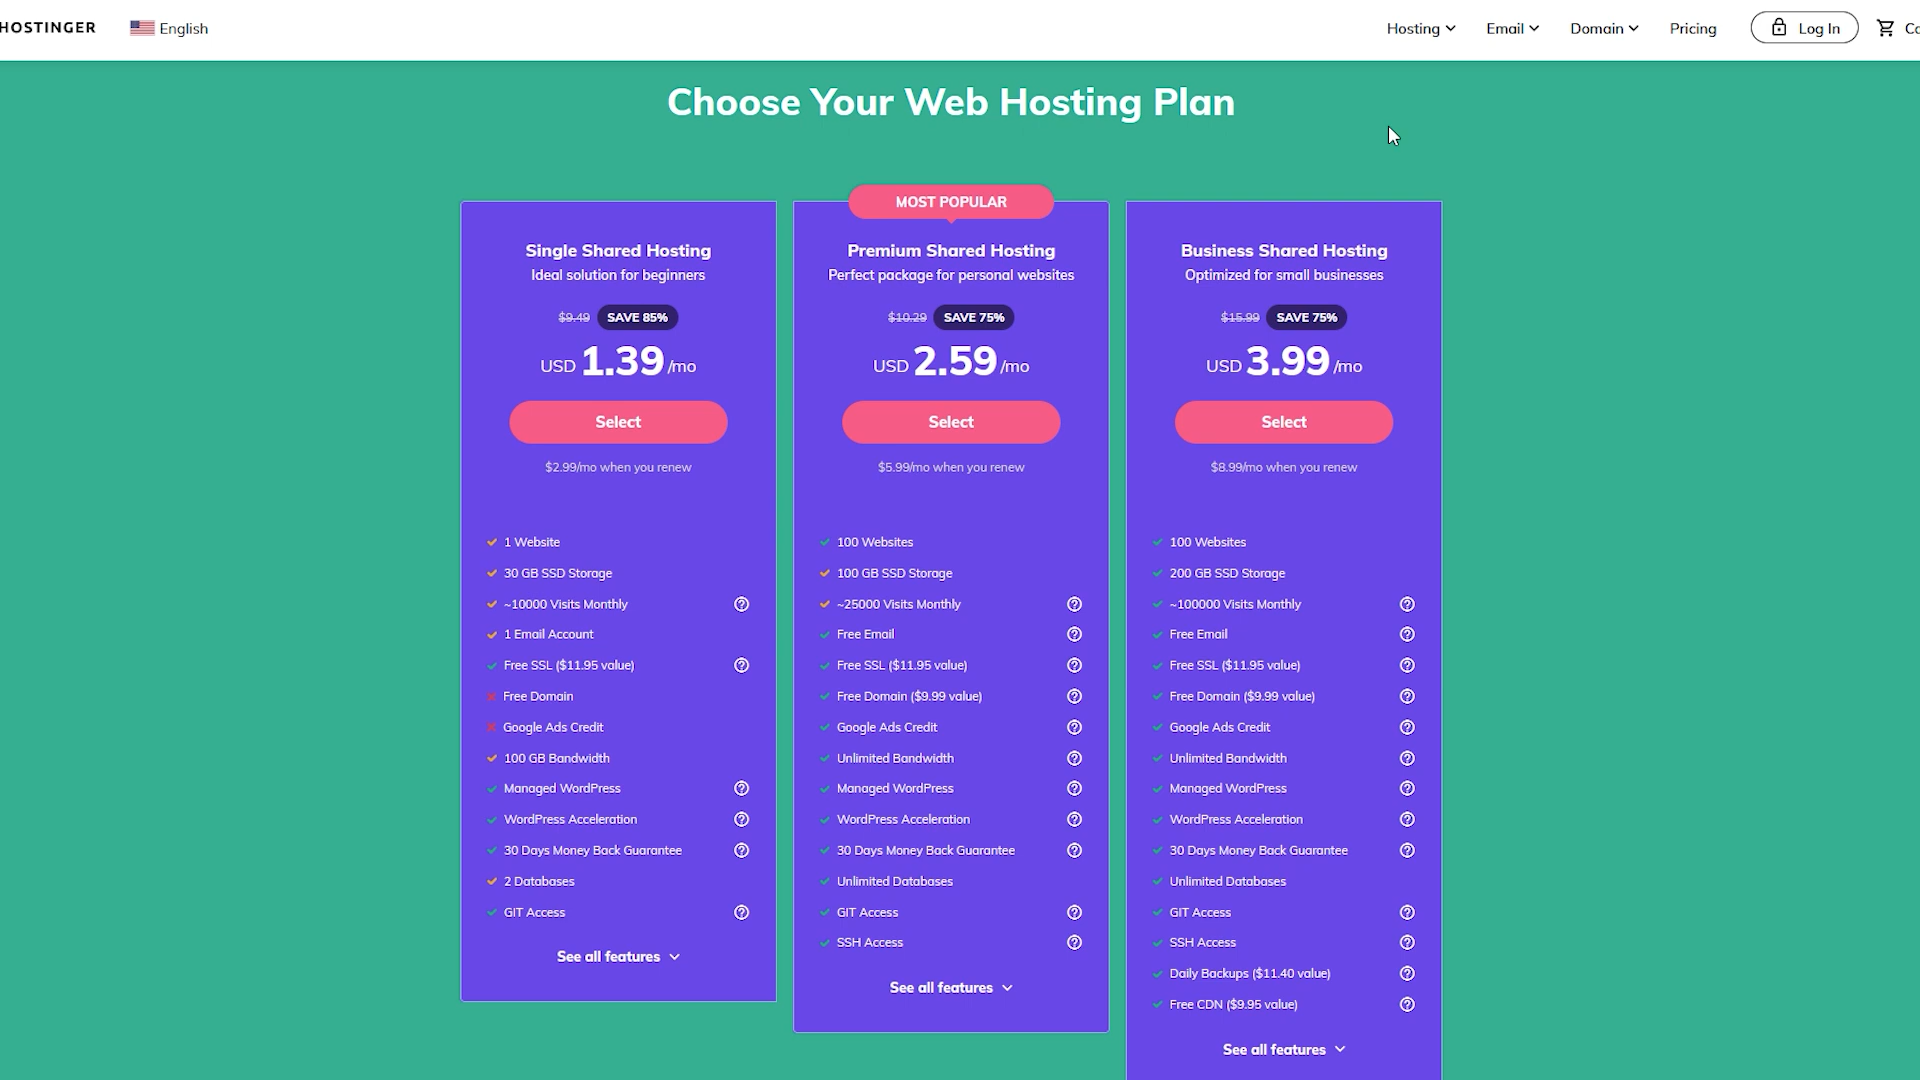 HOSTINGER
English
Hosting
Email
Domain
Pricing
Log In
Choose Your Web Hosting Plan
Single Shared Hosting
Ideal solution for beginners
$9.49 SAVE 85%
USD 1.39 /mo
Select
$2.99/mo when you renew
1 Website
30 GB SSD Storage
~10000 Visits Monthly
1 Email Account
Free SSL ($11.95 value)
Free Domain
Google Ads Credit
100 GB Bandwidth
Managed WordPress
WordPress Acceleration
30 Days Money Back Guarantee
2 Databases
GIT Access
See all features
MOST POPULAR
Premium Shared Hosting
Perfect package for personal websites
$10.29 SAVE 75%
USD 2.59 /mo
Select
$5.99/mo when you renew
100 Websites
100 GB SSD Storage
~25000 Visits Monthly
Free Email
Free SSL ($11.95 value)
Free Domain ($9.99 value)
Google Ads Credit
Unlimited Bandwidth
Managed WordPress
WordPress Acceleration
30 Days Money Back Guarantee
Unlimited Databases
GIT Access
SSH Access
See all features
Business Shared Hosting
Optimized for small businesses
$15.99 SAVE 75%
USD 3.99 /mo
Select
$8.99/mo when you renew
100 Websites
200 GB SSD Storage
~100000 Visits Monthly
Free Email
Free SSL ($11.95 value)
Free Domain ($9.99 value)
Google Ads Credit
Unlimited Bandwidth
Managed WordPress
WordPress Acceleration
30 Days Money Back Guarantee
Unlimited Databases
GIT Access
SSH Access
Daily Backups ($11.40 value)
Free CDN ($9.95 value)
See all features